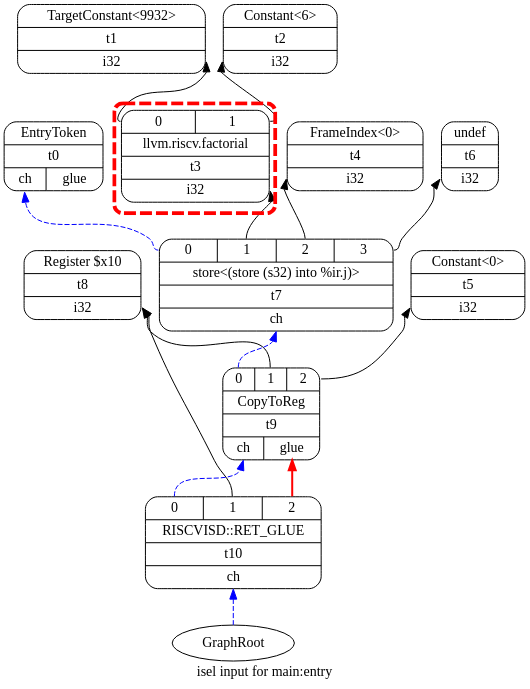 TargetConstant<9932>
t1
i32
Constant<6>
t2
i32
EntryToken
t0
ch glue
0 1
llvm.riscv.factorial
t3
i32
FrameIndex<0>
t4
i32
undef
t6
i32
Register $x10
t8
i32
0 1 2 3
store<(store (s32) into %ir.j)>
t7
ch
Constant<0>
t5
i32
0 1 2
CopyToReg
t9
ch glue
0 1 2
RISCVISD::RET_GLUE
t10
ch
GraphRoot
isel input for main:entry